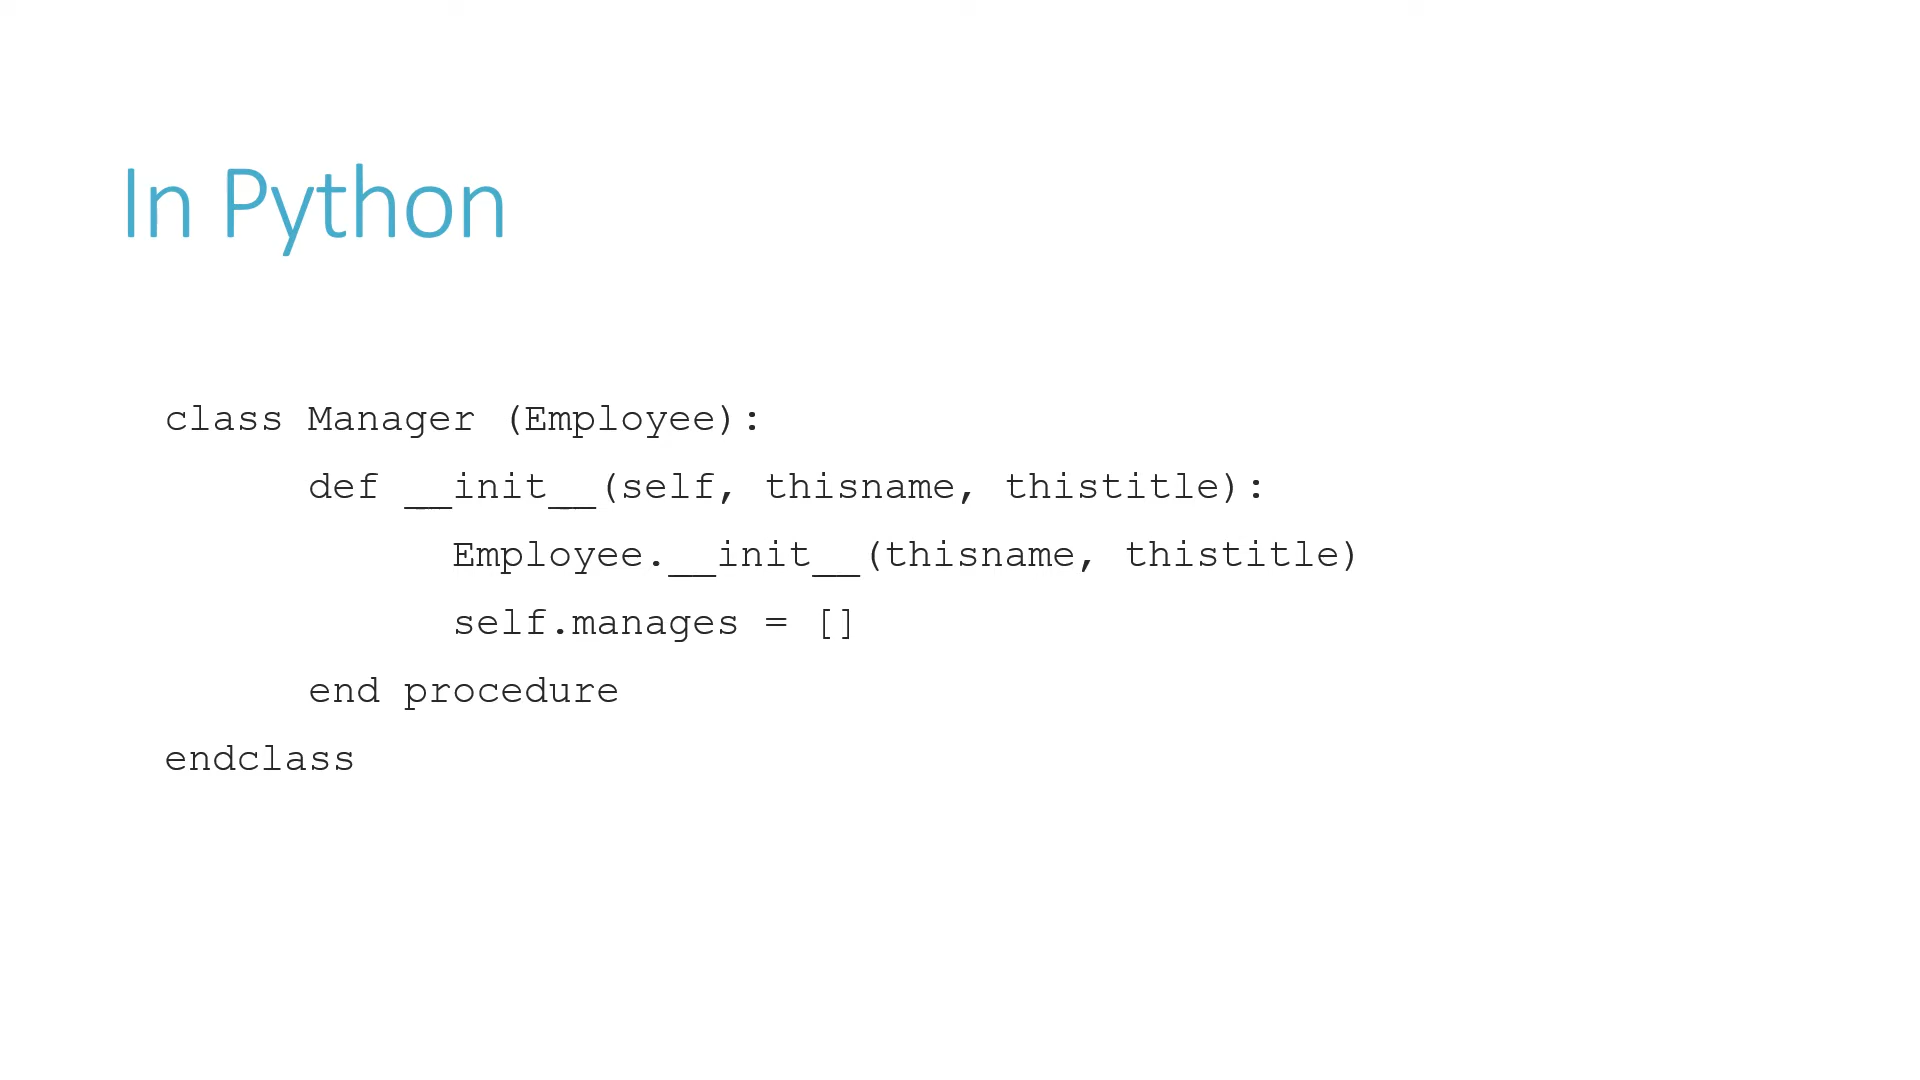 In Python
class Manager (Employee):
def __init__(self, thisname, thistitle):
Employee.__init__(thisname, thistitle)
self.manages = []
end procedure
endclass